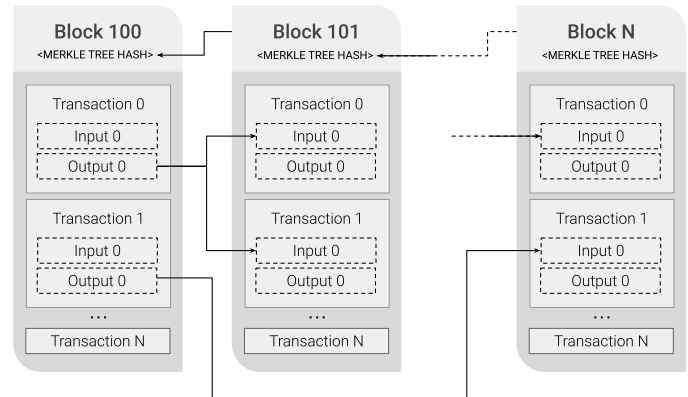 Block 100
<MERKLE TREE HASH>
Transaction 0
Input 0
Output 0
Transaction 1
Input 0
Output 0
...
Transaction N
Block 101
<MERKLE TREE HASH>
Transaction 0
Input 0
Output 0
Transaction 1
Input 0
Output 0
...
Transaction N
Block N
<MERKLE TREE HASH>
Transaction 0
Input 0
Output 0
Transaction 1
Input 0
Output 0
...
Transaction N